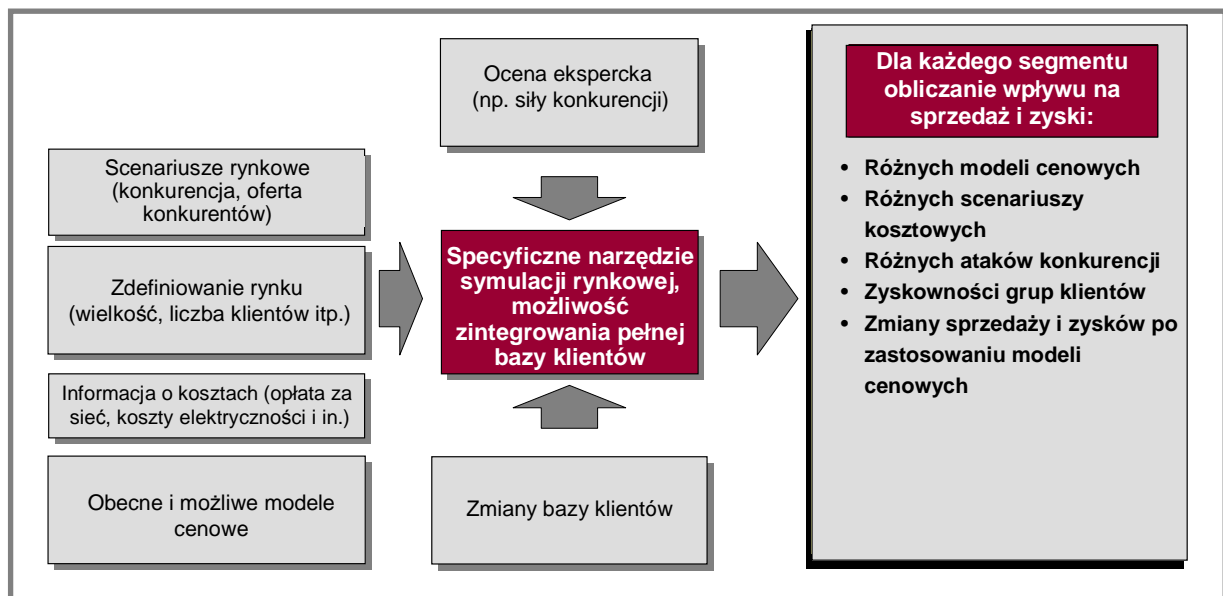 Scenariusze rynkowe
(konkurencja, oferta
konkurentów)
Zdefiniowanie rynku
(wielkość, liczba klientów itp.)
Informacja o kosztach (opłata za
sieć, koszty elektryczności i in.)
Obecne i możliwe modele
cenowe
Ocena ekspercka
(np. siły konkurencji)
Specyficzne narzędzie
symulacji rynkowej,
możliwość
zintegrowania pełnej
bazy klientów
Zmiany bazy klientów
Dla każdego segmentu
obliczanie wpływu na
sprzedaż i zyski:
• Różnych modeli cenowych
• Różnych scenariuszy
kosztowych
• Różnych ataków konkurencji
• Zyskowności grup klientów
• Zmiany sprzedaży i zysków po
zastosowaniu modeli
cenowych